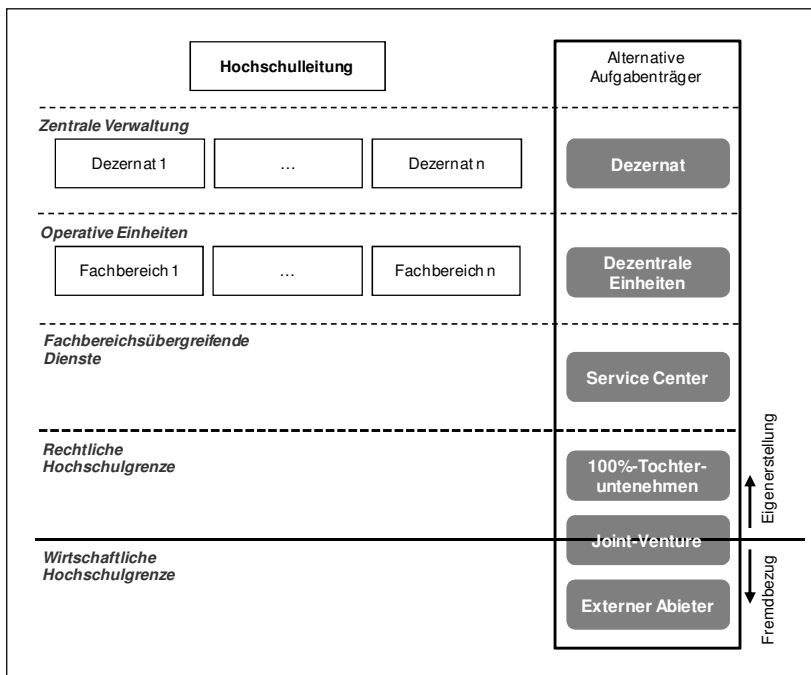 Hochschulleitung
Alternative
Aufgabenträger
Zentrale Verwaltung
Dezernat 1
...
Dezernat n
Dezernat
Operative Einheiten
Fachbereich 1
...
Fachbereich n
Dezentrale
Einheiten
Fachbereichsübergreifende
Dienste
Service Center
Rechtliche
Hochschulgrenze
100%-Tochter-
untenehmen
Eigenerstellung
Joint-Venture
Wirtschaftliche
Hochschulgrenze
Externer Abieter
Fremdbezug